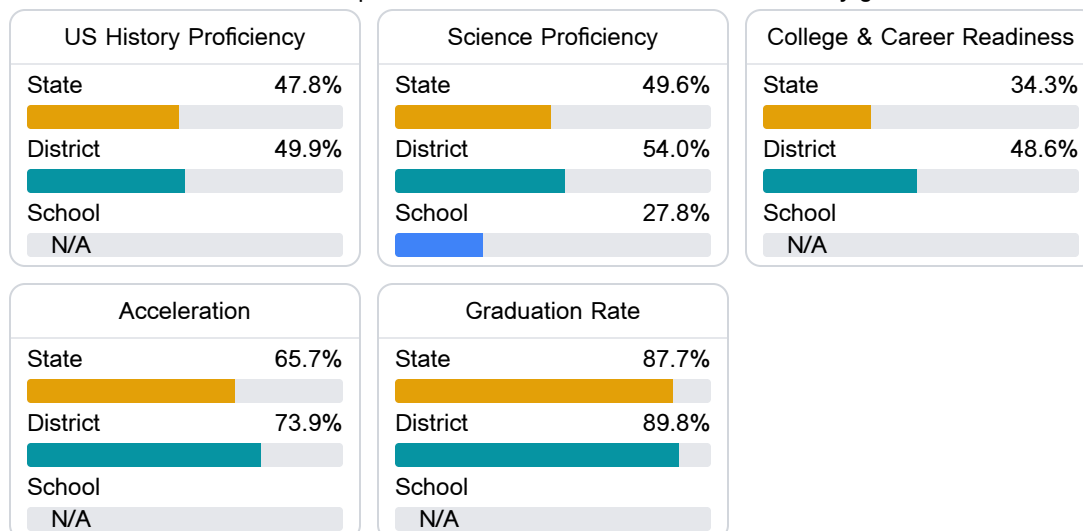 US History Proficiency
State 47.8%
District 49.9%
School
N/A
Science Proficiency
State 49.6%
District 54.0%
School 27.8%
College & Career Readiness
State 34.3%
District 48.6%
School
N/A
Acceleration
State 65.7%
District 73.9%
School
N/A
Graduation Rate
State 87.7%
District 89.8%
School
N/A